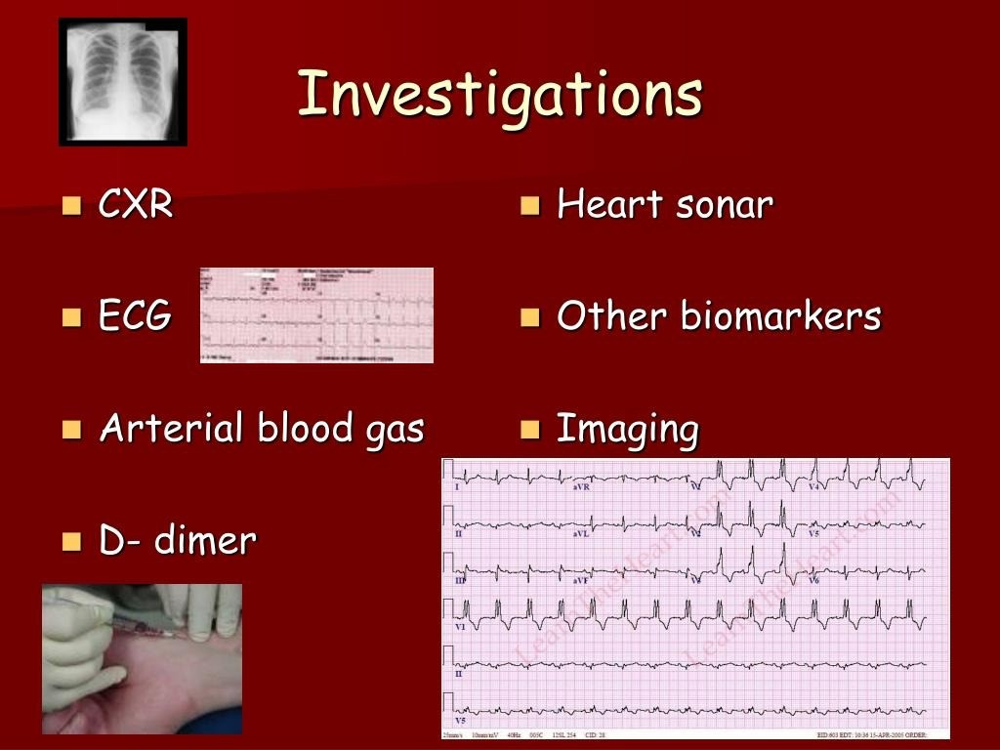 Investigations
CXR
ECG
Arterial blood gas
D- dimer
Heart sonar
Other biomarkers
Imaging
I aVR V1 V4
II aVL V2 V5
III aVF V3 V6
V1
II
V5
25mm/s 10mm/mV 40Hz 005C 12SL 254 CID: 28 EID:603 EDT: 10:36 15-APR-2005 ORDER:
LearnTheHeart.com
LearnTheHeart.com